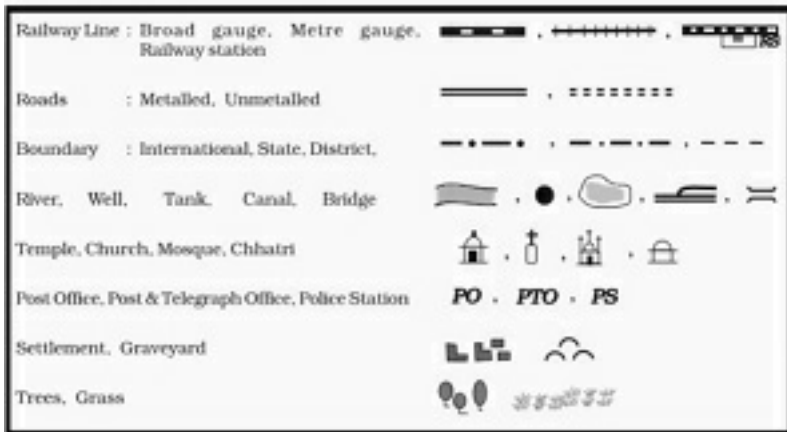 Railway Line : Broad gauge, Metre gauge,
Railway station
RS
Roads : Metalled, Unmetalled
Boundary : International, State, District,
River, Well, Tank, Canal, Bridge
Temple, Church, Mosque, Chhatri
Post Office, Post & Telegraph Office, Police Station PO , PTO , PS
Settlement, Graveyard
Trees, Grass